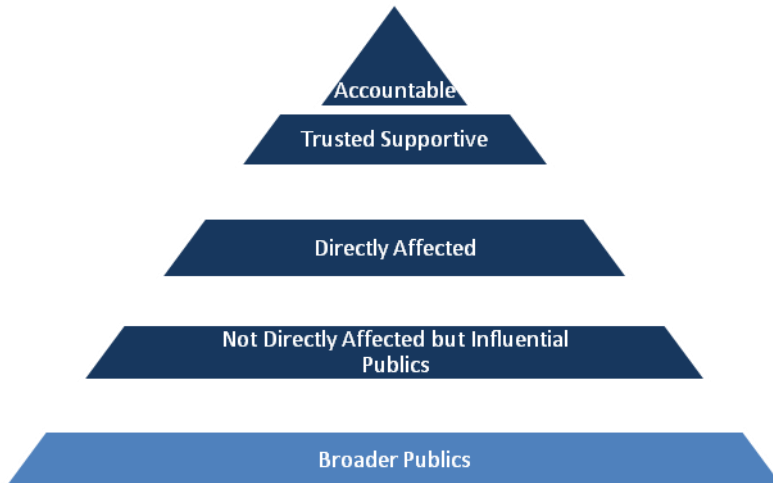 Accountable
Trusted Supportive
Directly Affected
Not Directly Affected but Influential
Publics
Broader Publics